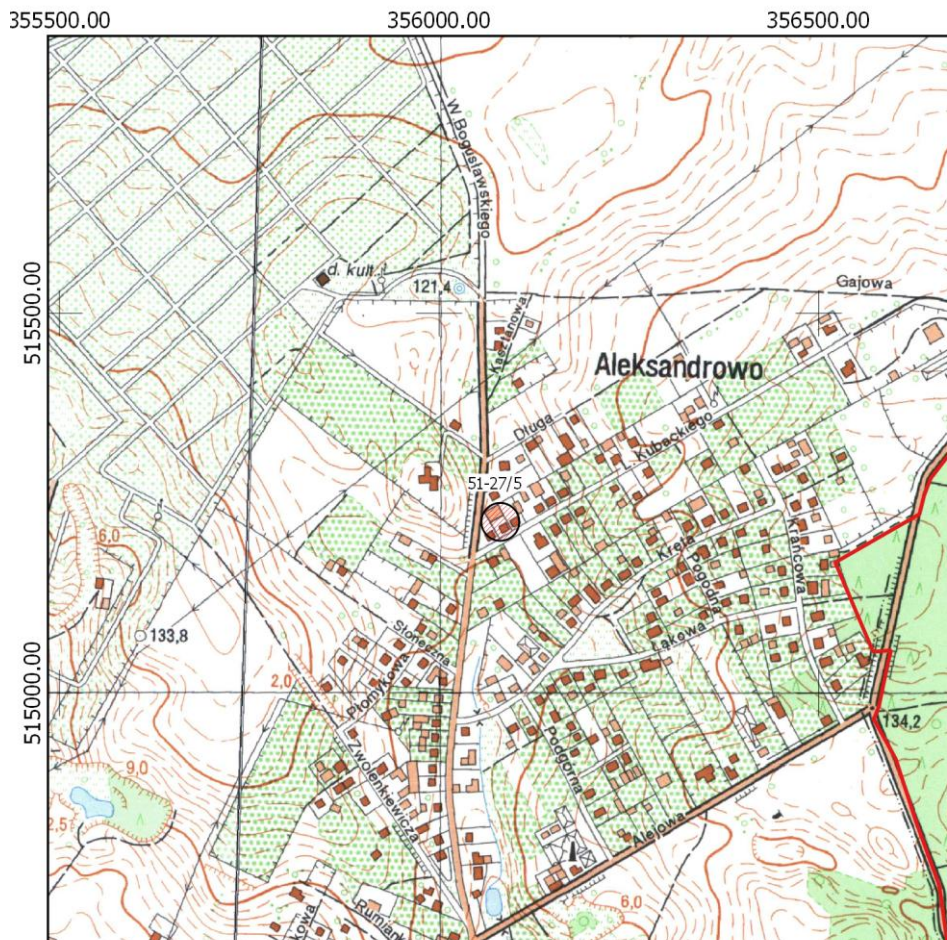 355500.00
356000.00
356500.00
W Bogusławskiego
d. kult.
121,4
Kasztanowa
Gajowa
515500.00
Aleksandrowo
Długa
Kubackiego
51-27/5
6,0
Kręta
Pogodna
Krańcowa
Łąkowa
133,8
Słoneczna
2,0
Płomykowa
515000.00
134,2
Podgórna
Zwolenkiewicza
9,0
2,5
Alejowa
6,0